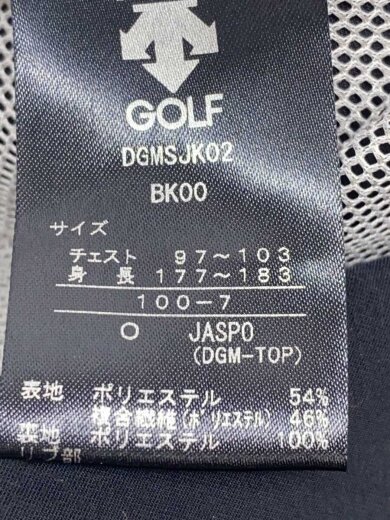 GOLF
DGMSJK02
BK00
サイズ
チェスト 97~103
身長 177~183
100-7
O JASPO
(DGM-TOP)
表地 ポリエステル 54%
複合繊維(ポリエステル) 46%
裏地 ポリエステル 100%
リブ部